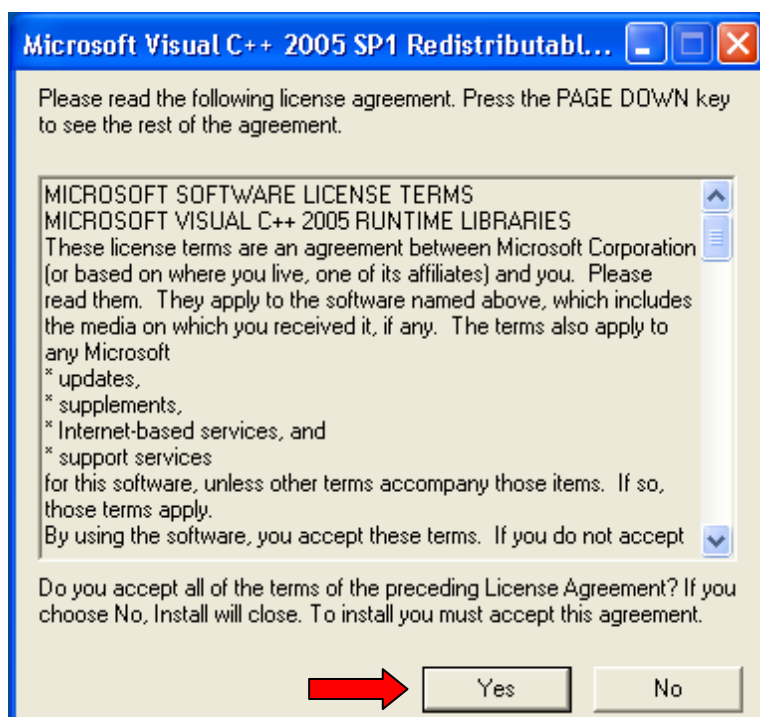 Microsoft Visual C++ 2005 SP1 Redistributabl...
Please read the following license agreement. Press the PAGE DOWN key
to see the rest of the agreement.
MICROSOFT SOFTWARE LICENSE TERMS
MICROSOFT VISUAL C++ 2005 RUNTIME LIBRARIES
These license terms are an agreement between Microsoft Corporation
(or based on where you live, one of its affiliates) and you.  Please
read them.  They apply to the software named above, which includes
the media on which you received it, if any.  The terms also apply to
any Microsoft
* updates,
* supplements,
* Internet-based services, and
* support services
for this software, unless other terms accompany those items.  If so,
those terms apply.
By using the software, you accept these terms.  If you do not accept
Do you accept all of the terms of the preceding License Agreement? If you
choose No, Install will close. To install you must accept this agreement.
Yes No